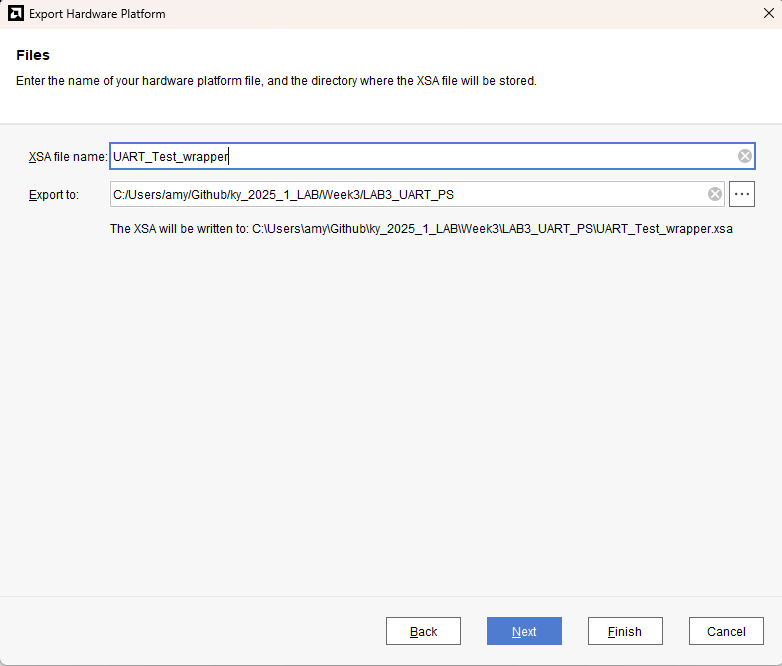 Export Hardware Platform
Files
Enter the name of your hardware platform file, and the directory where the XSA file will be stored.
XSA file name: UART_Test_wrapper
Export to: C:/Users/amy/Github/ky_2025_1_LAB/Week3/LAB3_UART_PS ...
The XSA will be written to: C:\Users\amy\Github\ky_2025_1_LAB\Week3\LAB3_UART_PS\UART_Test_wrapper.xsa
Back Next Finish Cancel